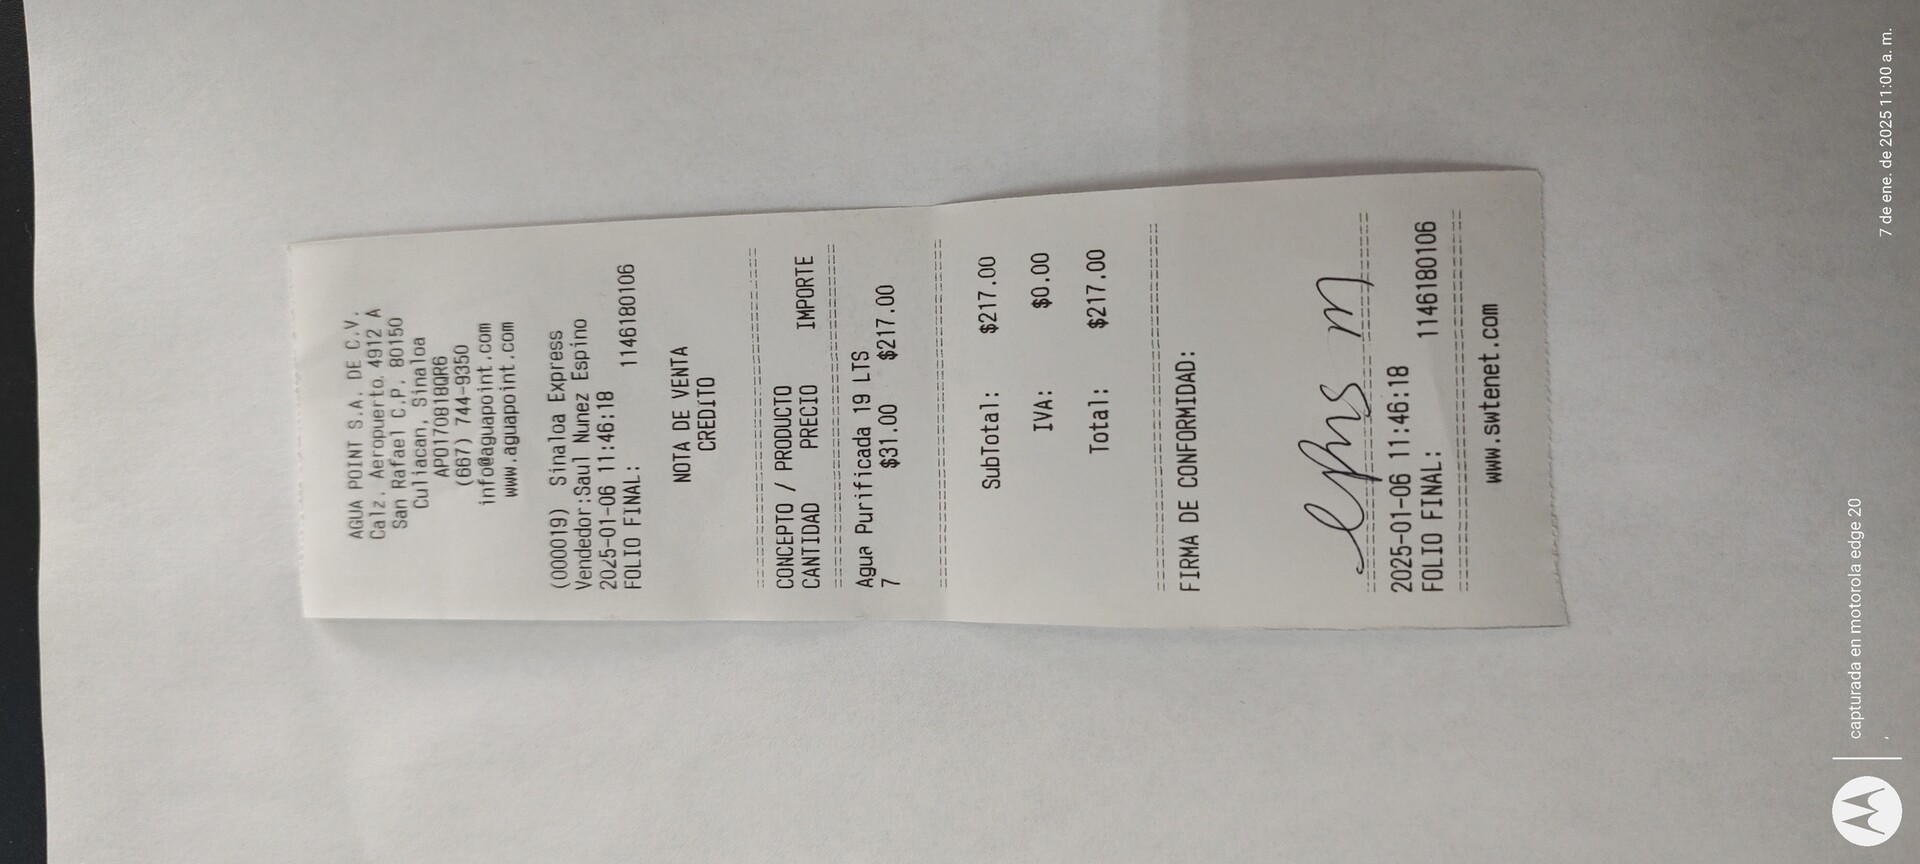 AGUA POINT S.A. DE C.V.
Calz. Aeropuerto 4912 A
San Rafael C.P. 80150
Culiacan, Sinaloa
APO170818QR6
(667) 744-9350
info@aguapoint.com
www.aguapoint.com
(000019) Sinaloa Express
Vendedor:Saul Nunez Espino
2025-01-06 11:46:18
FOLIO FINAL: 1146180106
NOTA DE VENTA
CREDITO
CONCEPTO / PRODUCTO
CANTIDAD PRECIO IMPORTE
Agua Purificada 19 LTS
7 $31.00 $217.00
SubTotal: $217.00
IVA: $0.00
Total: $217.00
FIRMA DE CONFORMIDAD:
2025-01-06 11:46:18
FOLIO FINAL: 1146180106
www.swtenet.com
capturada en motorola edge 20
7 de ene. de 2025 11:00 a. m.